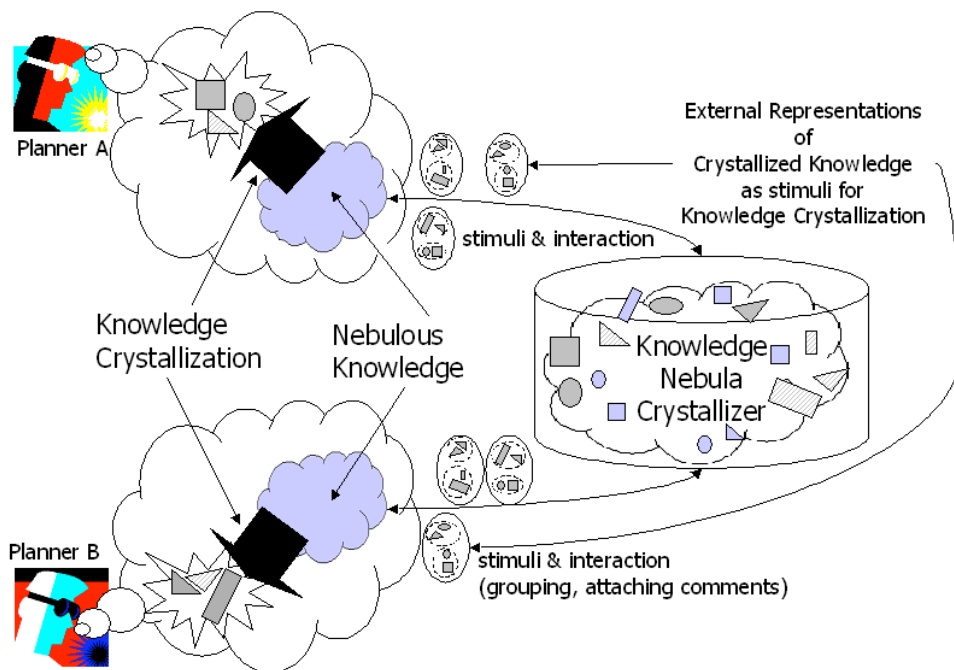 Planner A
External Representations
of
Crystallized Knowledge
as stimuli for
Knowledge Crystallization
stimuli & interaction
Knowledge
Crystallization
Nebulous
Knowledge
Knowledge
Nebula
Crystallizer
Planner B
stimuli & interaction
(grouping, attaching comments)